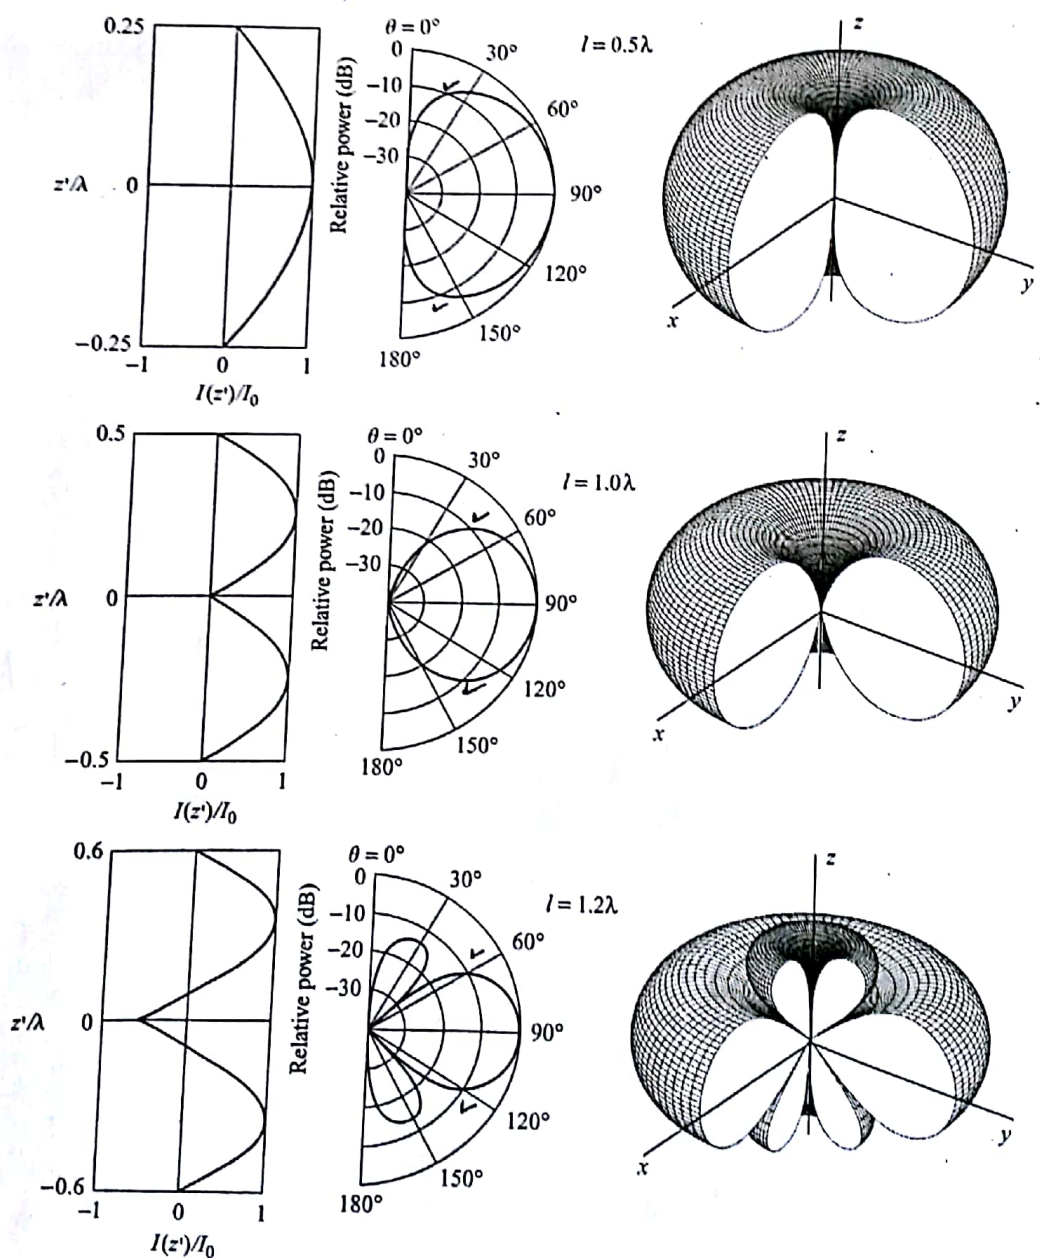 0.25
0
−0.25
z'/λ
−1 0 1
I(z')/I₀
θ = 0°
0
−10
−20
−30
Relative power (dB)
30°
60°
90°
120°
150°
180°
l = 0.5λ
z
x
y
0.5
0
−0.5
z'/λ
−1 0 1
I(z')/I₀
θ = 0°
0
−10
−20
−30
Relative power (dB)
30°
60°
90°
120°
150°
180°
l = 1.0λ
z
x
y
0.6
0
−0.6
z'/λ
−1 0 1
I(z')/I₀
θ = 0°
0
−10
−20
−30
Relative power (dB)
30°
60°
90°
120°
150°
180°
l = 1.2λ
z
x
y